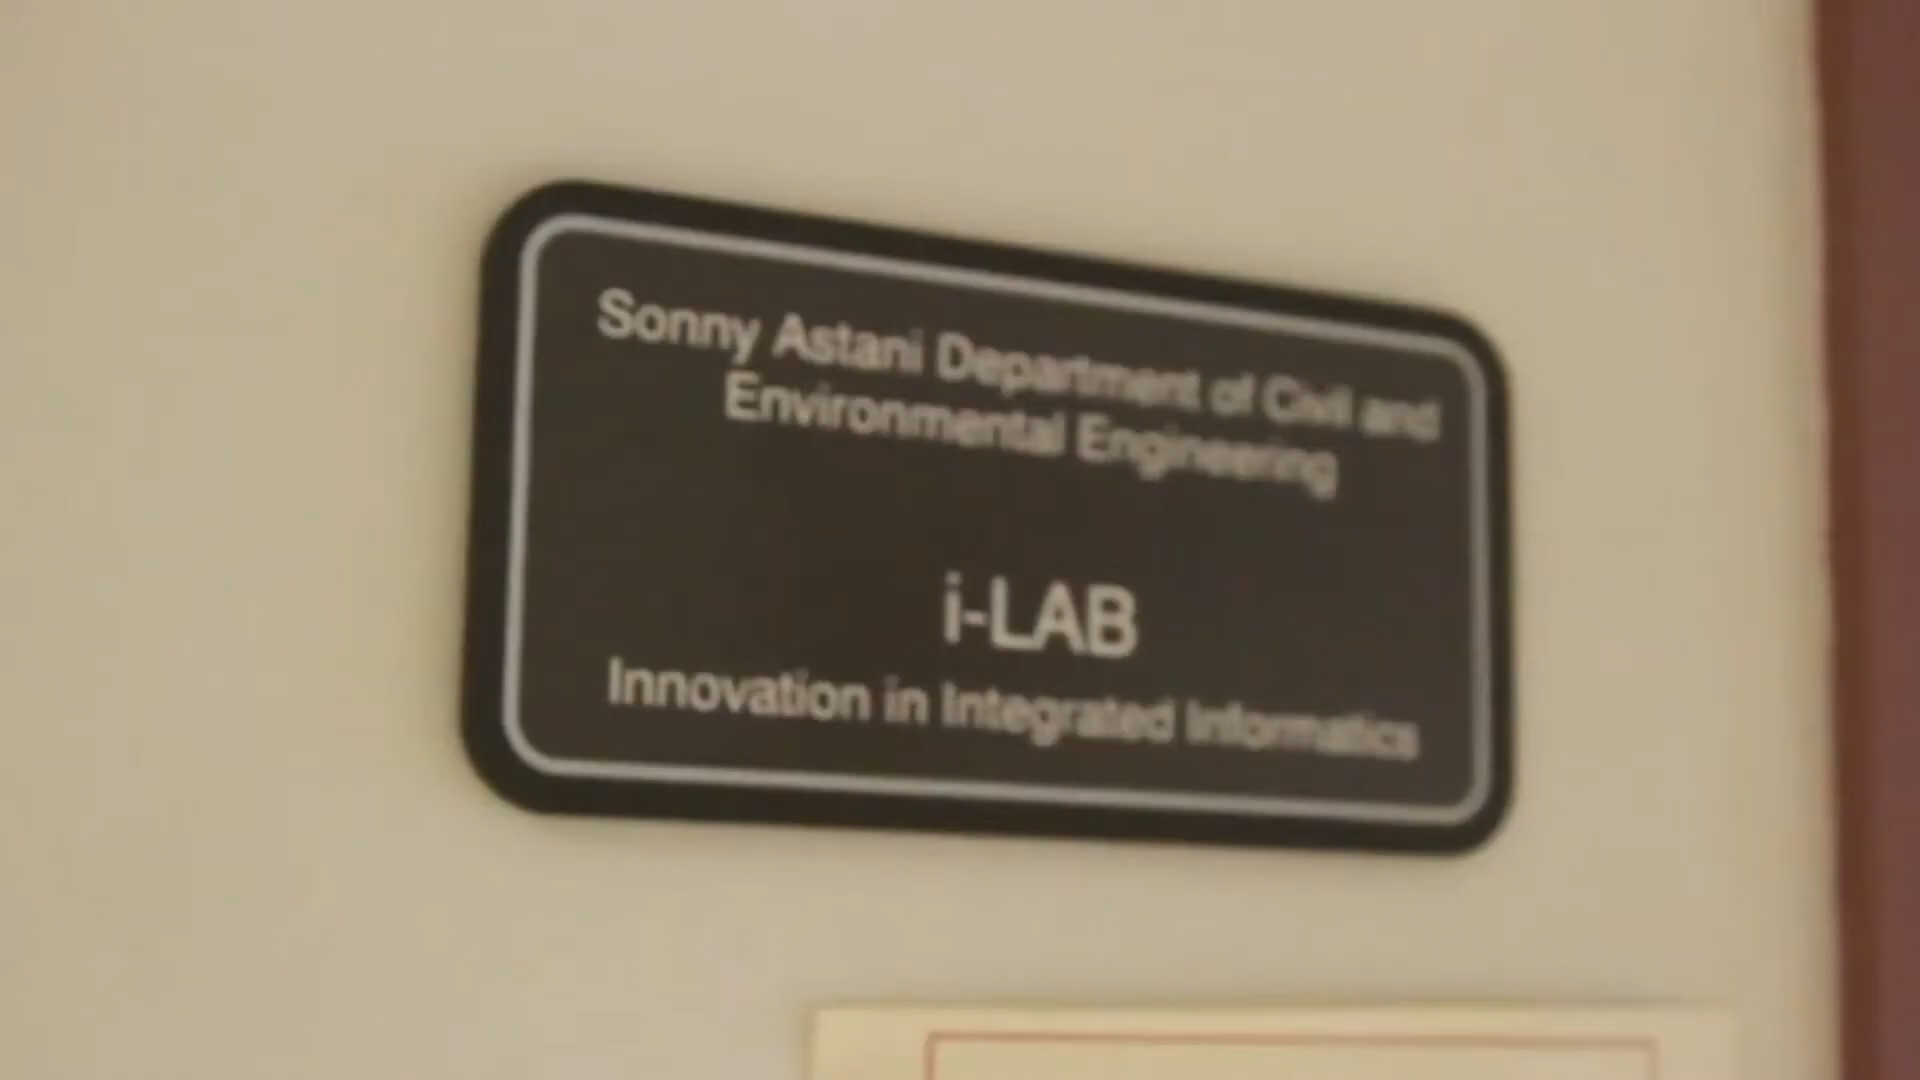 Sonny Astani Department of Civil and
Environmental Engineering
i-LAB
Innovation in Integrated Informatics